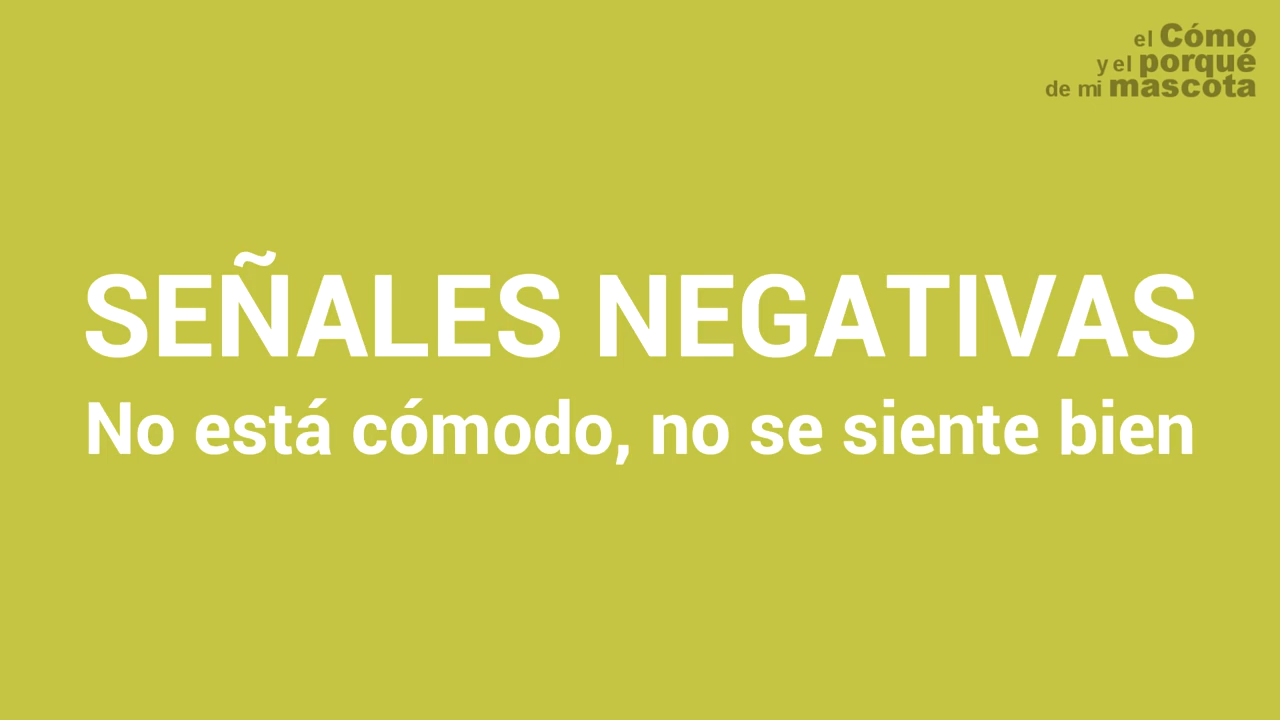 el Cómo
y el porqué
de mi mascota
SEÑALES NEGATIVAS
No está cómodo, no se siente bien